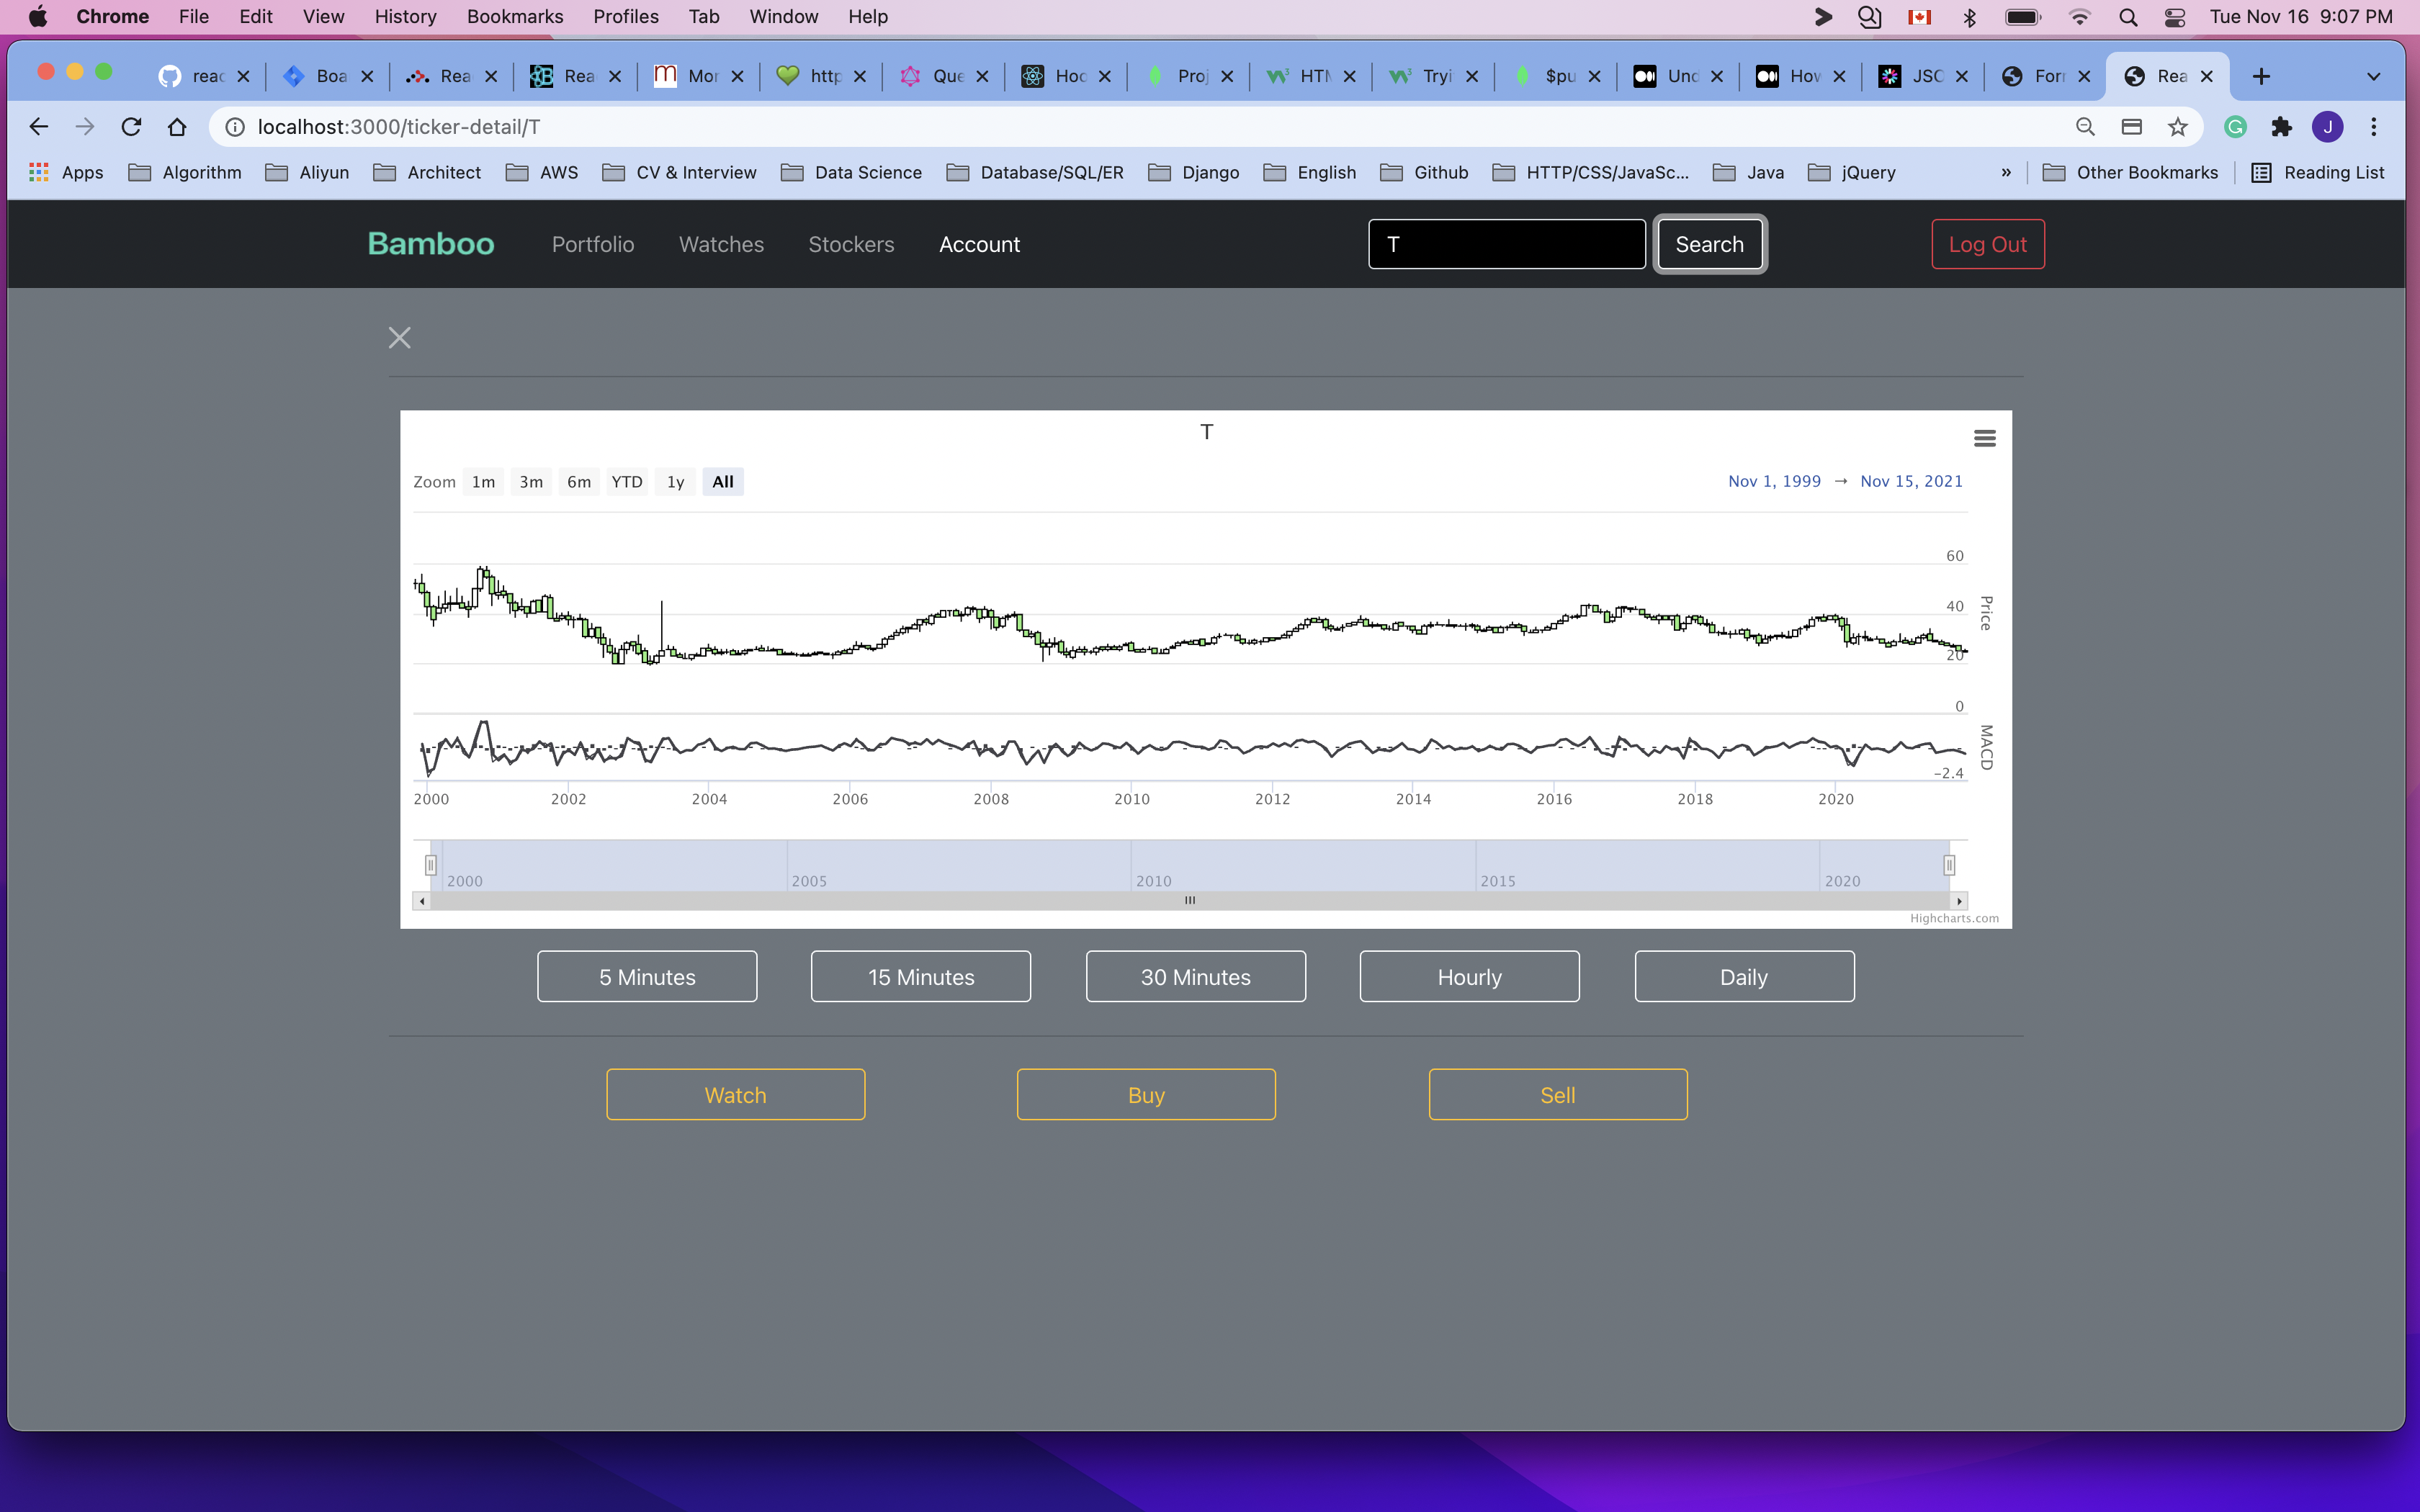 Chrome File Edit View History Bookmarks Profiles Tab Window Help Tue Nov 16 9:07 PM
reac Boa Rea Rea Mor http Que Hoc Proj HTM Tryi $pu Und How JSO Forr Rea
localhost:3000/ticker-detail/T J
Apps Algorithm Aliyun Architect AWS CV & Interview Data Science Database/SQL/ER Django English Github HTTP/CSS/JavaSc... Java jQuery » Other Bookmarks Reading List
Bamboo Portfolio Watches Stockers Account T Search Log Out
T
Zoom 1m 3m 6m YTD 1y All Nov 1, 1999 → Nov 15, 2021
60
40
Price
20
0
MACD
−2.4
2000 2002 2004 2006 2008 2010 2012 2014 2016 2018 2020
2000 2005 2010 2015 2020
Highcharts.com
5 Minutes 15 Minutes 30 Minutes Hourly Daily
Watch Buy Sell